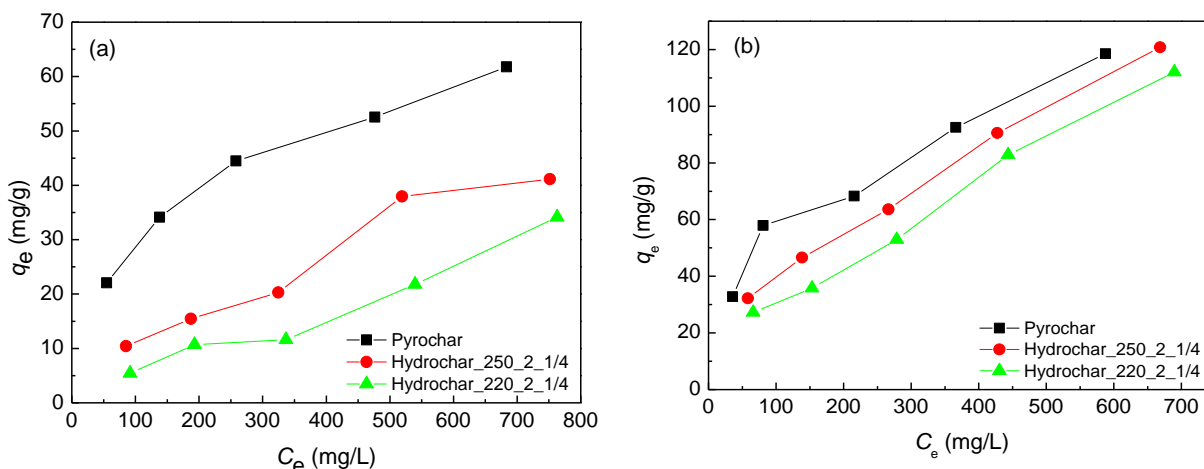 (a)
70
60
50
40
30
20
10
0
qe (mg/g)
0 100 200 300 400 500 600 700 800
Ce (mg/L)
Pyrochar
Hydrochar_250_2_1/4
Hydrochar_220_2_1/4
(b)
120
100
80
60
40
20
0
qe (mg/g)
0 100 200 300 400 500 600 700
Ce (mg/L)
Pyrochar
Hydrochar_250_2_1/4
Hydrochar_220_2_1/4